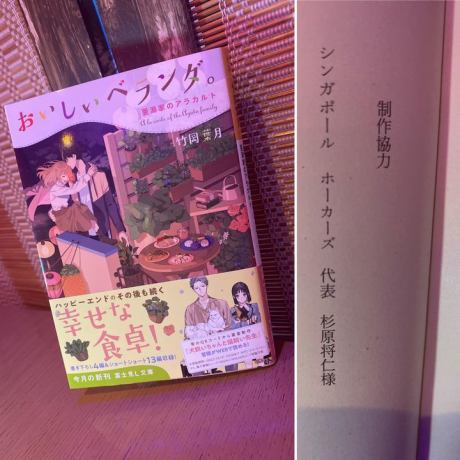 おいしいベランダ。
亜潟家のアラカルト
À la carte of the Agata family
竹岡葉月
ハッピーエンドのその後も続く
幸せな
食卓!
書き下ろし4編&ショートショート13編収録!
今月の新刊 富士見L文庫
制作協力
シンガポール ホーカーズ 代表 杉原将仁様